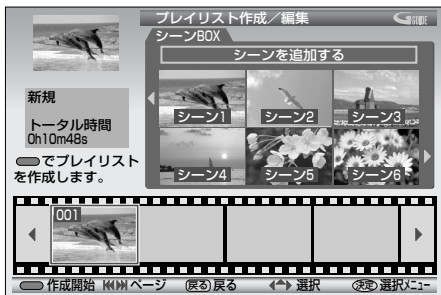 プレイリスト作成／編集
GGUIDE
シーンBOX
シーンを追加する
シーン1
シーン2
シーン3
シーン4
シーン5
シーン6
新規
トータル時間
0h10m48s
でプレイリスト
を作成します。
001
作成開始 ページ 戻る 戻る 選択 決定 選択メニュー